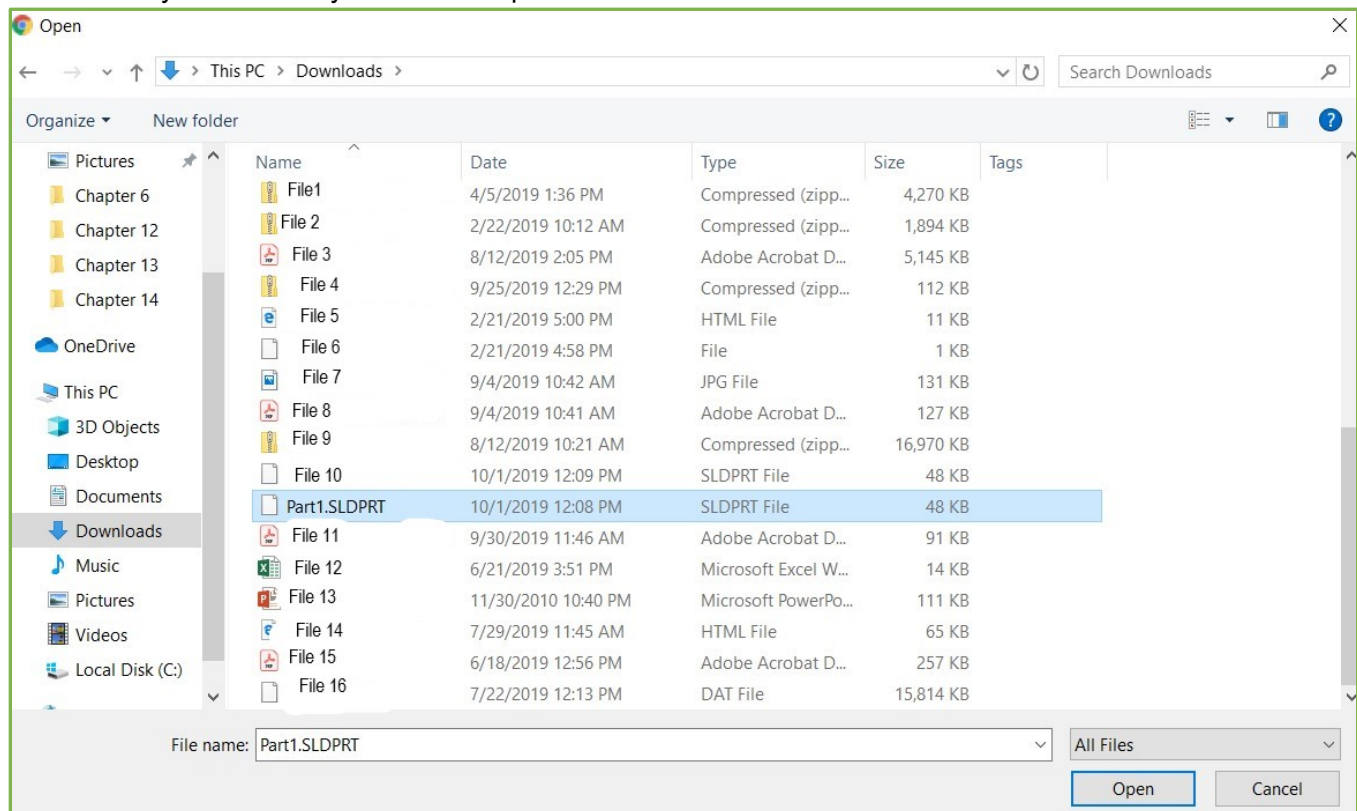 Open
This PC > Downloads >
Search Downloads
Organize
New folder
Name Date Type Size Tags
Pictures
Chapter 6
Chapter 12
Chapter 13
Chapter 14
OneDrive
This PC
3D Objects
Desktop
Documents
Downloads
Music
Pictures
Videos
Local Disk (C:)
File1 4/5/2019 1:36 PM Compressed (zipp... 4,270 KB
File 2 2/22/2019 10:12 AM Compressed (zipp... 1,894 KB
File 3 8/12/2019 2:05 PM Adobe Acrobat D... 5,145 KB
File 4 9/25/2019 12:29 PM Compressed (zipp... 112 KB
File 5 2/21/2019 5:00 PM HTML File 11 KB
File 6 2/21/2019 4:58 PM File 1 KB
File 7 9/4/2019 10:42 AM JPG File 131 KB
File 8 9/4/2019 10:41 AM Adobe Acrobat D... 127 KB
File 9 8/12/2019 10:21 AM Compressed (zipp... 16,970 KB
File 10 10/1/2019 12:09 PM SLDPRT File 48 KB
Part1.SLDPRT 10/1/2019 12:08 PM SLDPRT File 48 KB
File 11 9/30/2019 11:46 AM Adobe Acrobat D... 91 KB
File 12 6/21/2019 3:51 PM Microsoft Excel W... 14 KB
File 13 11/30/2010 10:40 PM Microsoft PowerPo... 111 KB
File 14 7/29/2019 11:45 AM HTML File 65 KB
File 15 6/18/2019 12:56 PM Adobe Acrobat D... 257 KB
File 16 7/22/2019 12:13 PM DAT File 15,814 KB
File name: Part1.SLDPRT
All Files
Open
Cancel